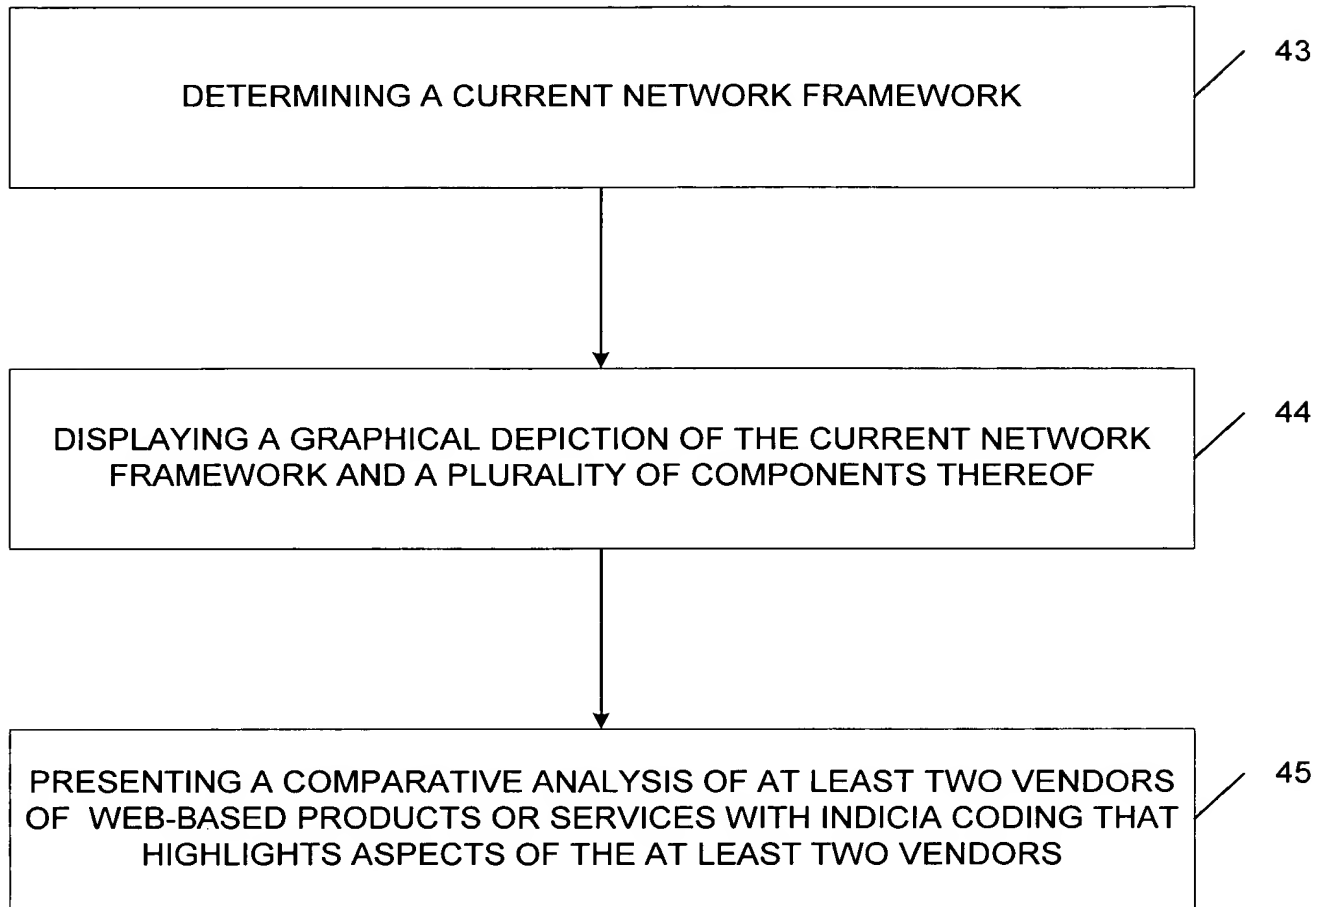 DETERMINING A CURRENT NETWORK FRAMEWORK
43
DISPLAYING A GRAPHICAL DEPICTION OF THE CURRENT NETWORK
FRAMEWORK AND A PLURALITY OF COMPONENTS THEREOF
44
PRESENTING A COMPARATIVE ANALYSIS OF AT LEAST TWO VENDORS
OF WEB-BASED PRODUCTS OR SERVICES WITH INDICIA CODING THAT
HIGHLIGHTS ASPECTS OF THE AT LEAST TWO VENDORS
45